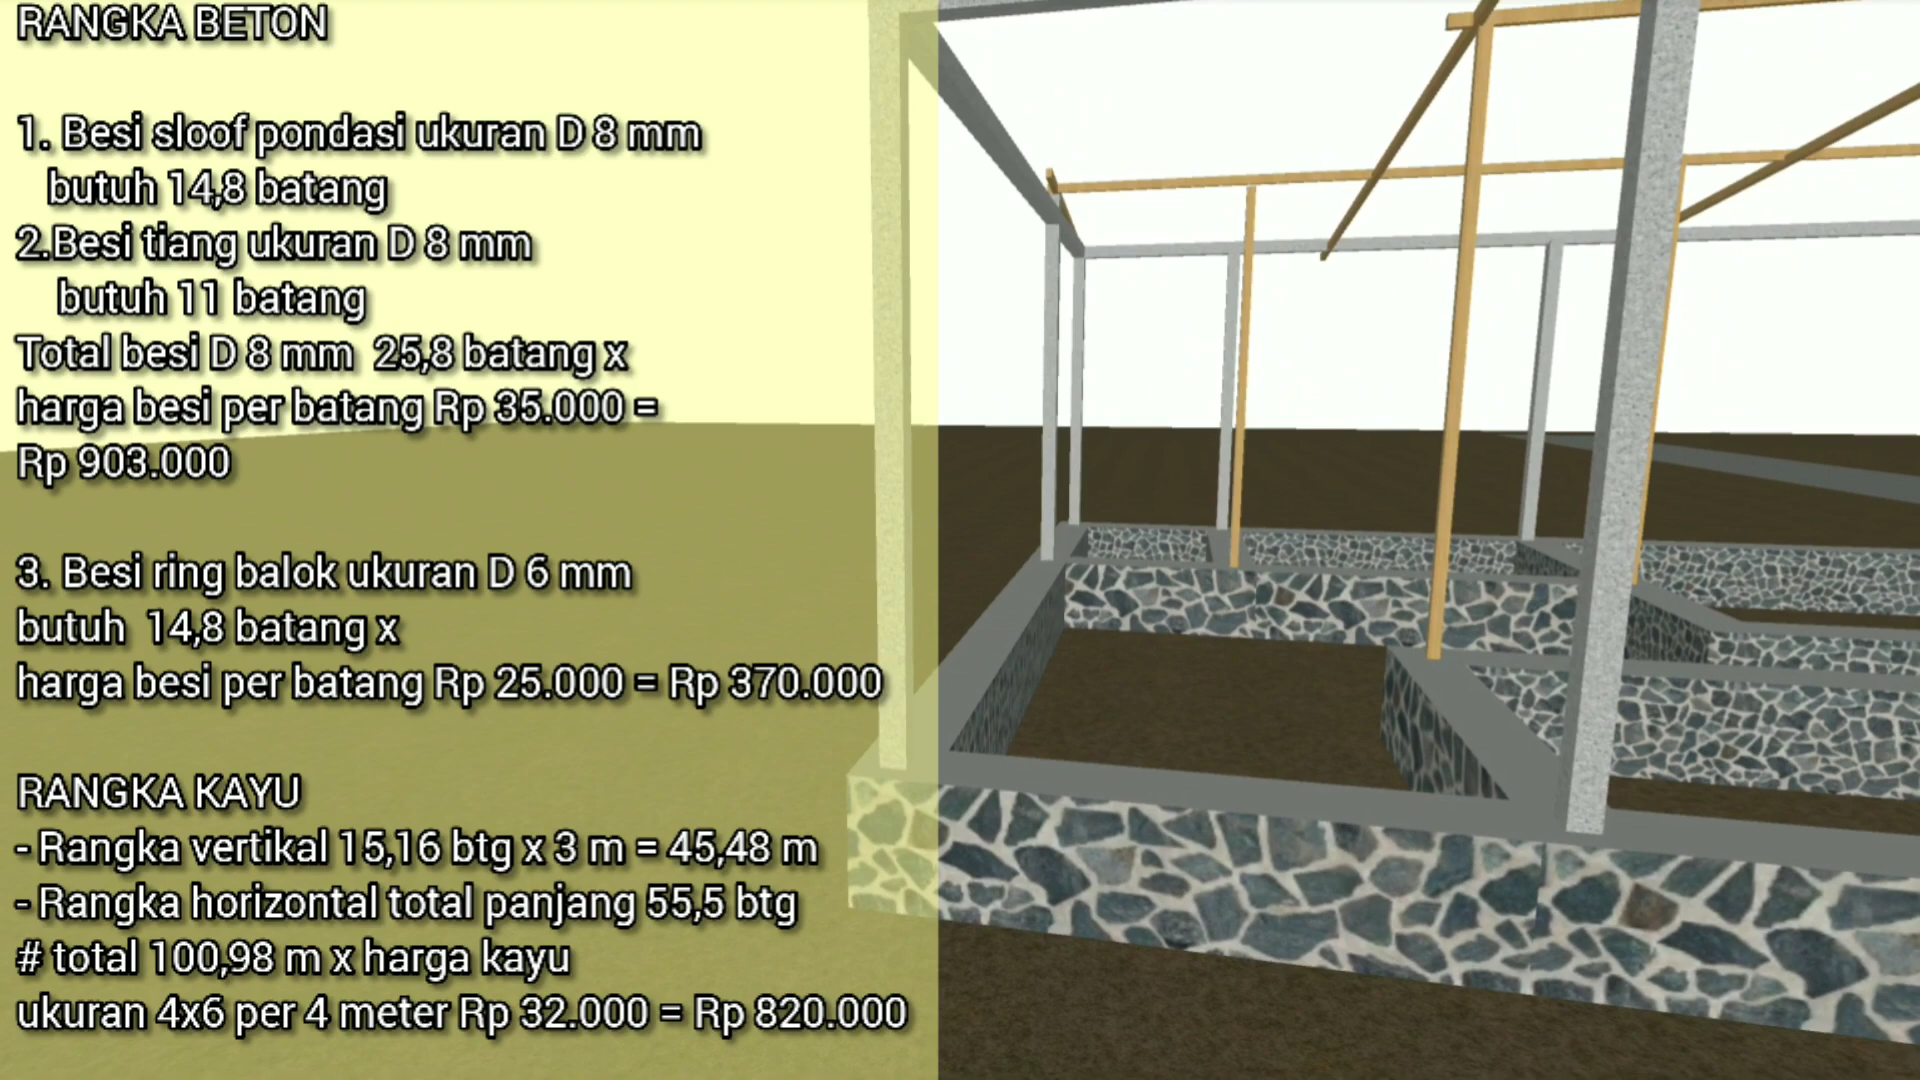 RANGKA BETON
1. Besi sloof pondasi ukuran D 8 mm
butuh 14,8 batang
2.Besi tiang ukuran D 8 mm
butuh 11 batang
Total besi D 8 mm 25,8 batang x
harga besi per batang Rp 35.000 =
Rp 903.000
3. Besi ring balok ukuran D 6 mm
butuh 14,8 batang x
harga besi per batang Rp 25.000 = Rp 370.000
RANGKA KAYU
- Rangka vertikal 15,16 btg x 3 m = 45,48 m
- Rangka horizontal total panjang 55,5 btg
# total 100,98 m x harga kayu
ukuran 4x6 per 4 meter Rp 32.000 = Rp 820.000